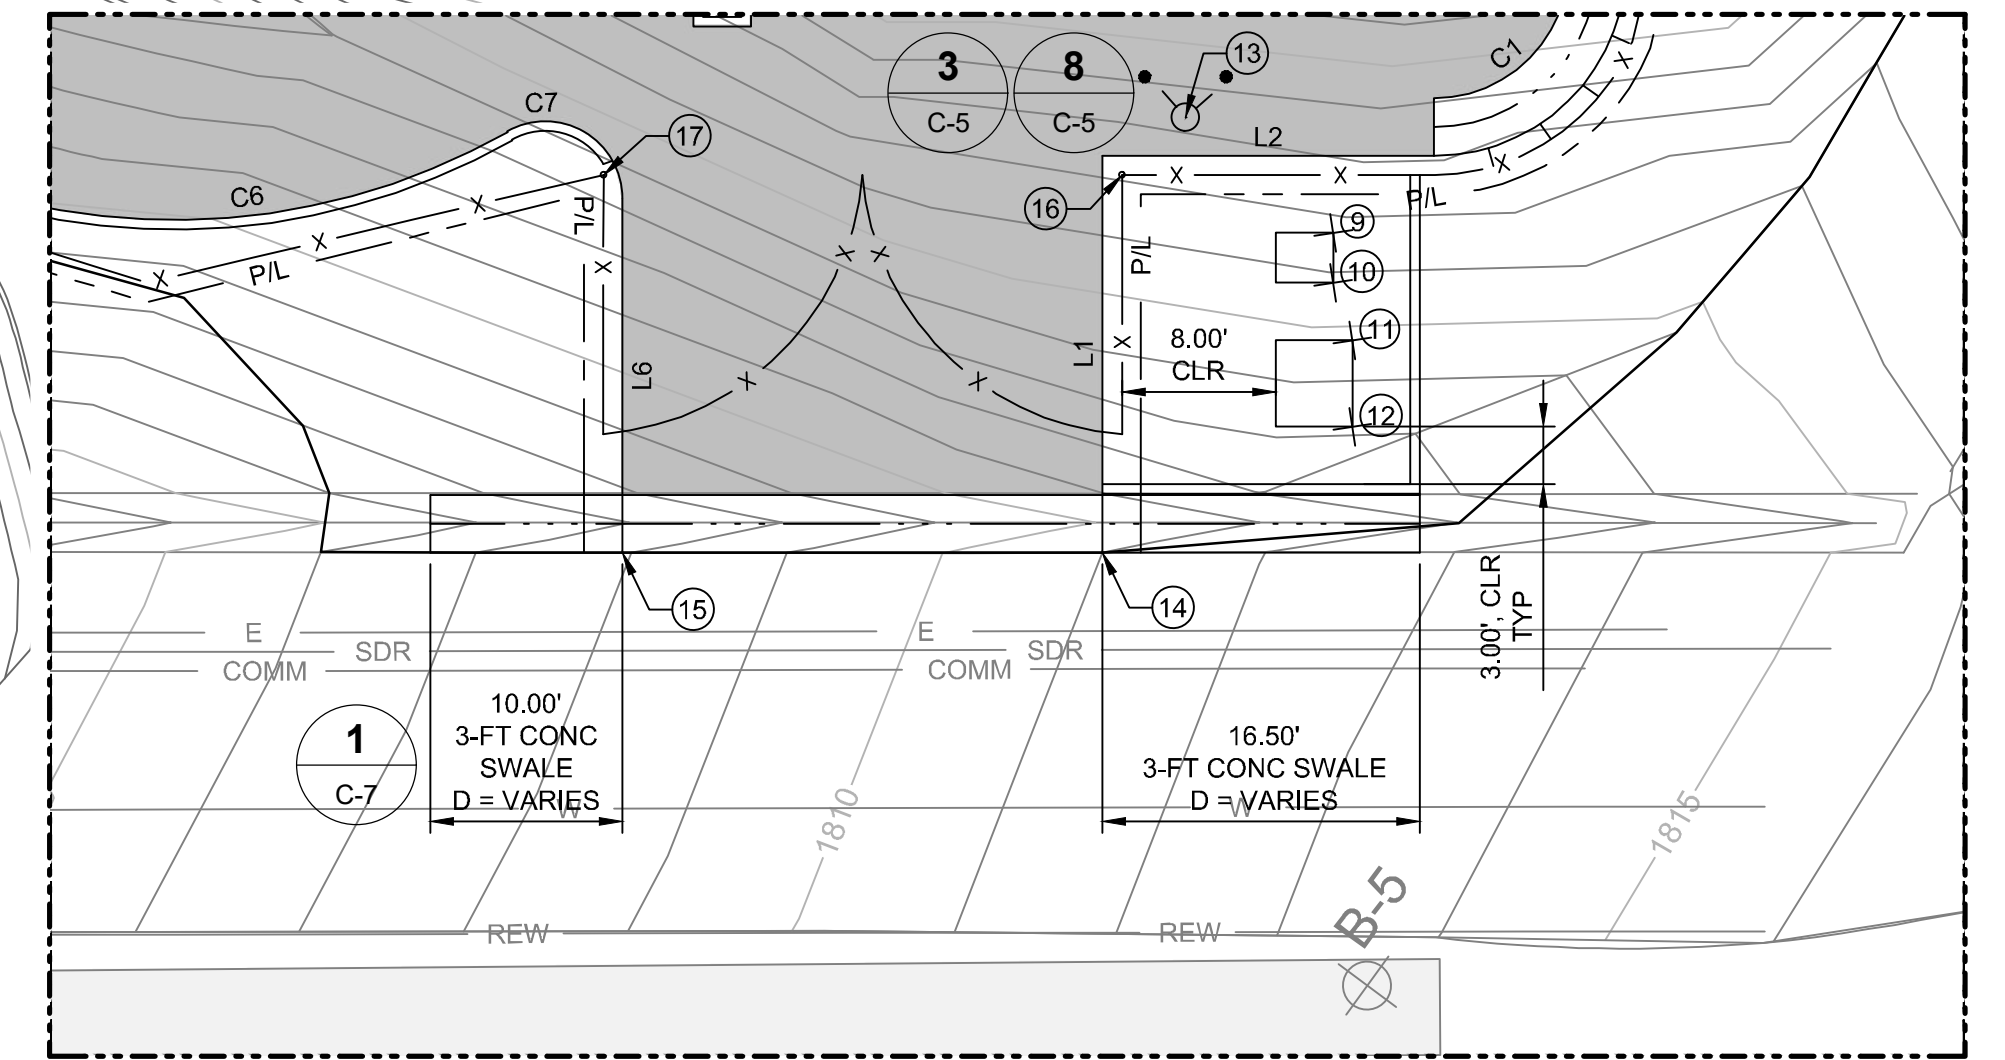 3
C-5
8
C-5
13
C1
C7
17
L2
C6
X
X
X
P/L
P/L
X
16
X
X
X
P/L
9
10
P/L
X
X
X
X
L6
L1
X
X
X
8.00'
CLR
11
12
15
14
3.00', CLR
TYP
E
E
SDR
SDR
COMM
COMM
1
C-7
10.00'
3-FT CONC
SWALE
D = VARIES
W
16.50'
3-FT CONC SWALE
D = VARIES
W
1810
1815
REW
REW
B-5